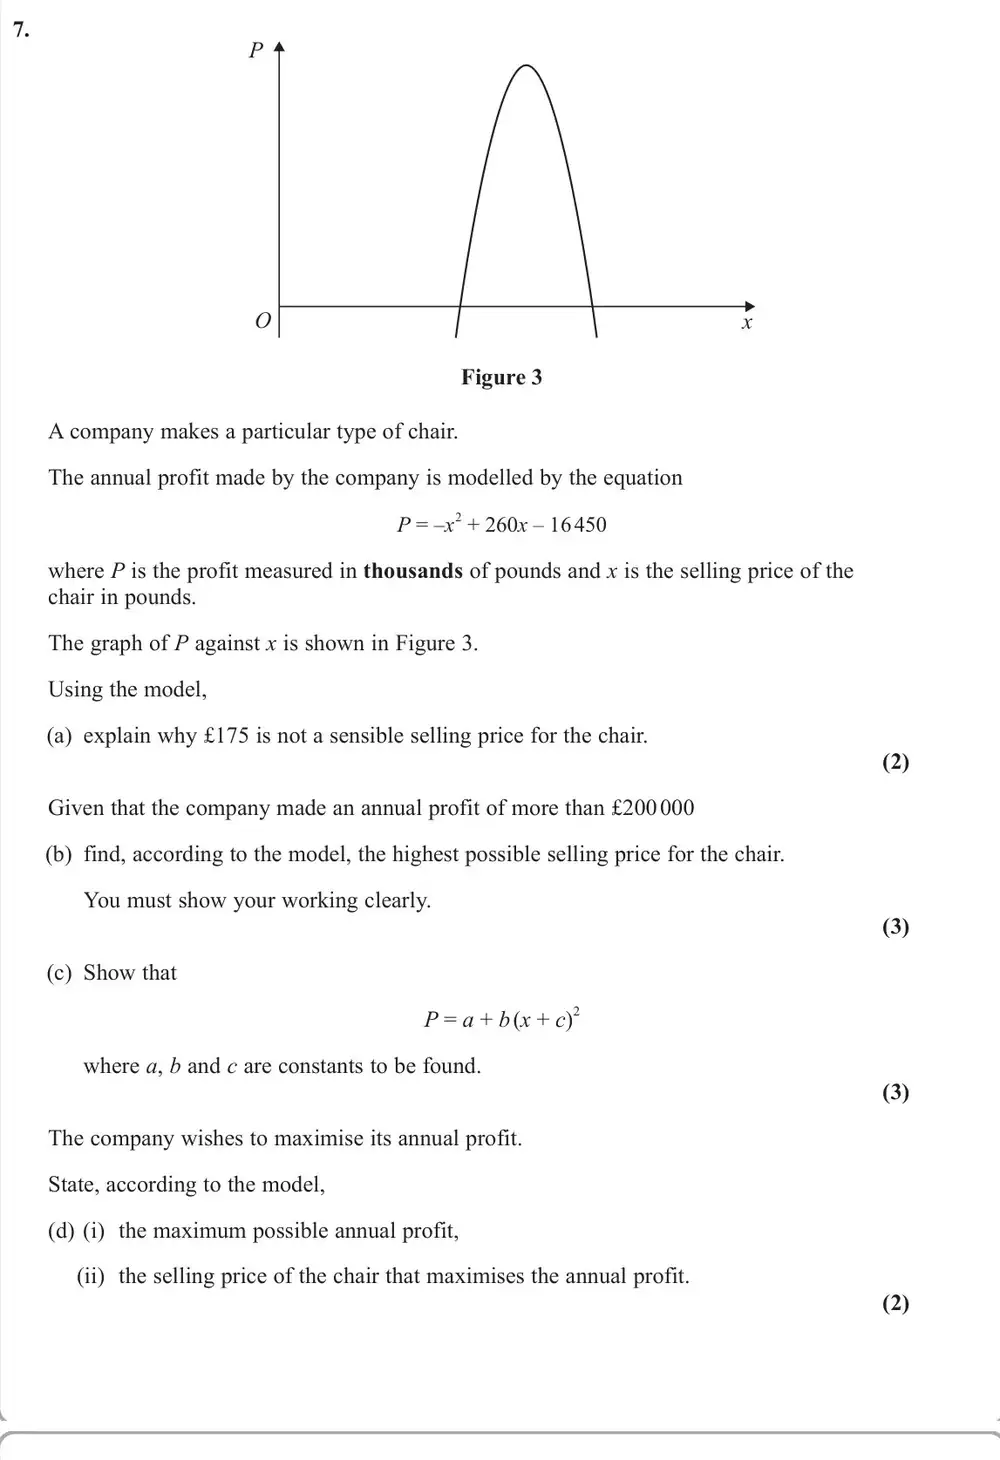 7.
P
O
x
Figure 3
A company makes a particular type of chair.
The annual profit made by the company is modelled by the equation
P = –x² + 260x – 16 450
where P is the profit measured in thousands of pounds and x is the selling price of the
chair in pounds.
The graph of P against x is shown in Figure 3.
Using the model,
(a) explain why £175 is not a sensible selling price for the chair.
(2)
Given that the company made an annual profit of more than £200 000
(b) find, according to the model, the highest possible selling price for the chair.
You must show your working clearly.
(3)
(c) Show that
P = a + b(x + c)²
where a, b and c are constants to be found.
(3)
The company wishes to maximise its annual profit.
State, according to the model,
(d) (i) the maximum possible annual profit,
(ii) the selling price of the chair that maximises the annual profit.
(2)